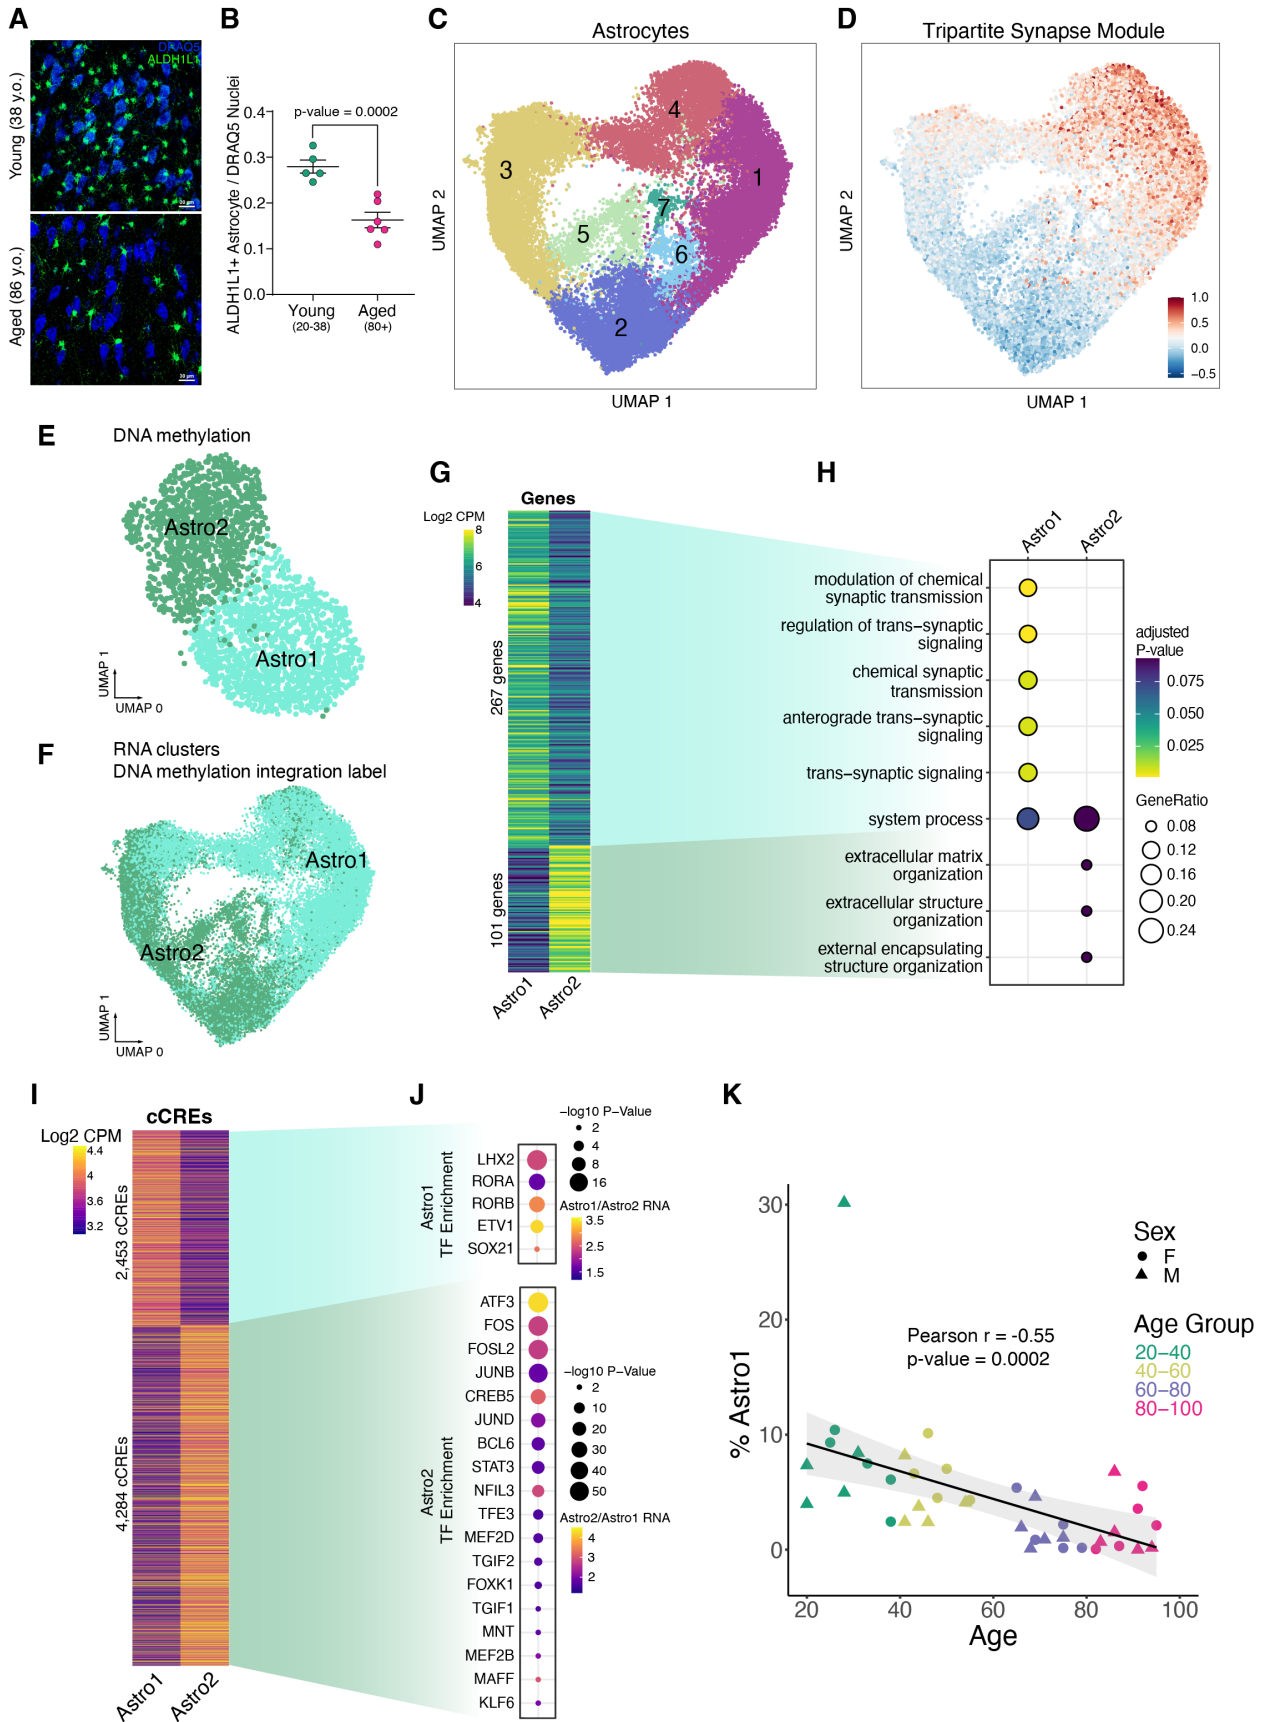 A
DRAQ5
ALDH1L1
Young (38 y.o.)
30 µm
Aged (86 y.o.)
30 µm
B
ALDH1L1+ Astrocyte / DRAQ5 Nuclei
p-value = 0.0002
0.4
0.3
0.2
0.1
0.0
Young
(20-38)
Aged
(80+)
C
Astrocytes
UMAP 2
4
3
1
7
5
6
2
UMAP 1
D
Tripartite Synapse Module
UMAP 2
1.0
0.5
0.0
−0.5
UMAP 1
E
DNA methylation
Astro2
Astro1
UMAP 1
UMAP 0
F
RNA clusters
DNA methylation integration label
Astro1
Astro2
UMAP 1
UMAP 0
G
Genes
Log2 CPM
8
6
4
267 genes
101 genes
Astro1
Astro2
H
Astro1
Astro2
modulation of chemical
synaptic transmission
regulation of trans−synaptic
signaling
chemical synaptic
transmission
anterograde trans−synaptic
signaling
trans−synaptic signaling
system process
extracellular matrix
organization
extracellular structure
organization
external encapsulating
structure organization
adjusted
P-value
0.075
0.050
0.025
GeneRatio
0.08
0.12
0.16
0.20
0.24
I
cCREs
Log2 CPM
4.4
4
3.6
3.2
2,453 cCREs
4,284 cCREs
Astro1
Astro2
J
Astro1
TF Enrichment
LHX2
RORA
RORB
ETV1
SOX21
−log10 P−Value
2
4
8
16
Astro1/Astro2 RNA
3.5
2.5
1.5
Astro2
TF Enrichment
ATF3
FOS
FOSL2
JUNB
CREB5
JUND
BCL6
STAT3
NFIL3
TFE3
MEF2D
TGIF2
FOXK1
TGIF1
MNT
MEF2B
MAFF
KLF6
−log10 P−Value
2
10
20
30
40
50
Astro2/Astro1 RNA
4
3
2
K
% Astro1
30
20
10
0
Pearson r = -0.55
p-value = 0.0002
20
40
60
80
100
Age
Sex
F
M
Age Group
20−40
40−60
60−80
80−100